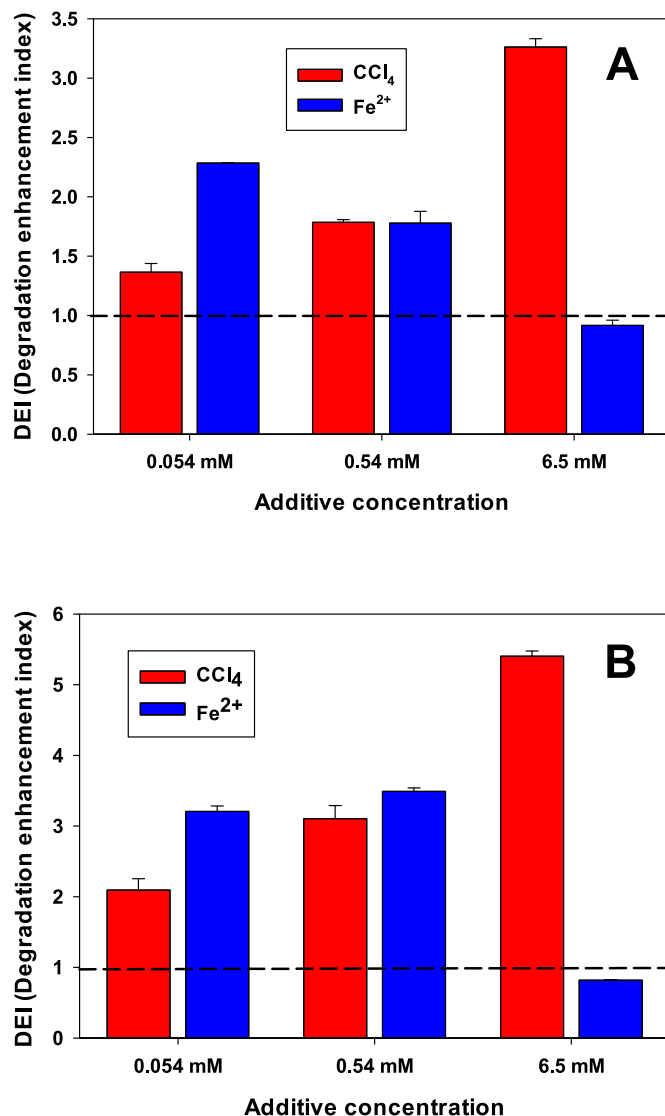 3.5
3.0
2.5
2.0
1.5
1.0
0.5
0.0
DEI (Degradation enhancement index)
CCl₄
Fe²⁺
A
0.054 mM
0.54 mM
6.5 mM
Additive concentration
6
5
4
3
2
1
0
DEI (Degradation enhancement index)
CCl4
Fe2+
B
0.054 mM
0.54 mM
6.5 mM
Additive concentration